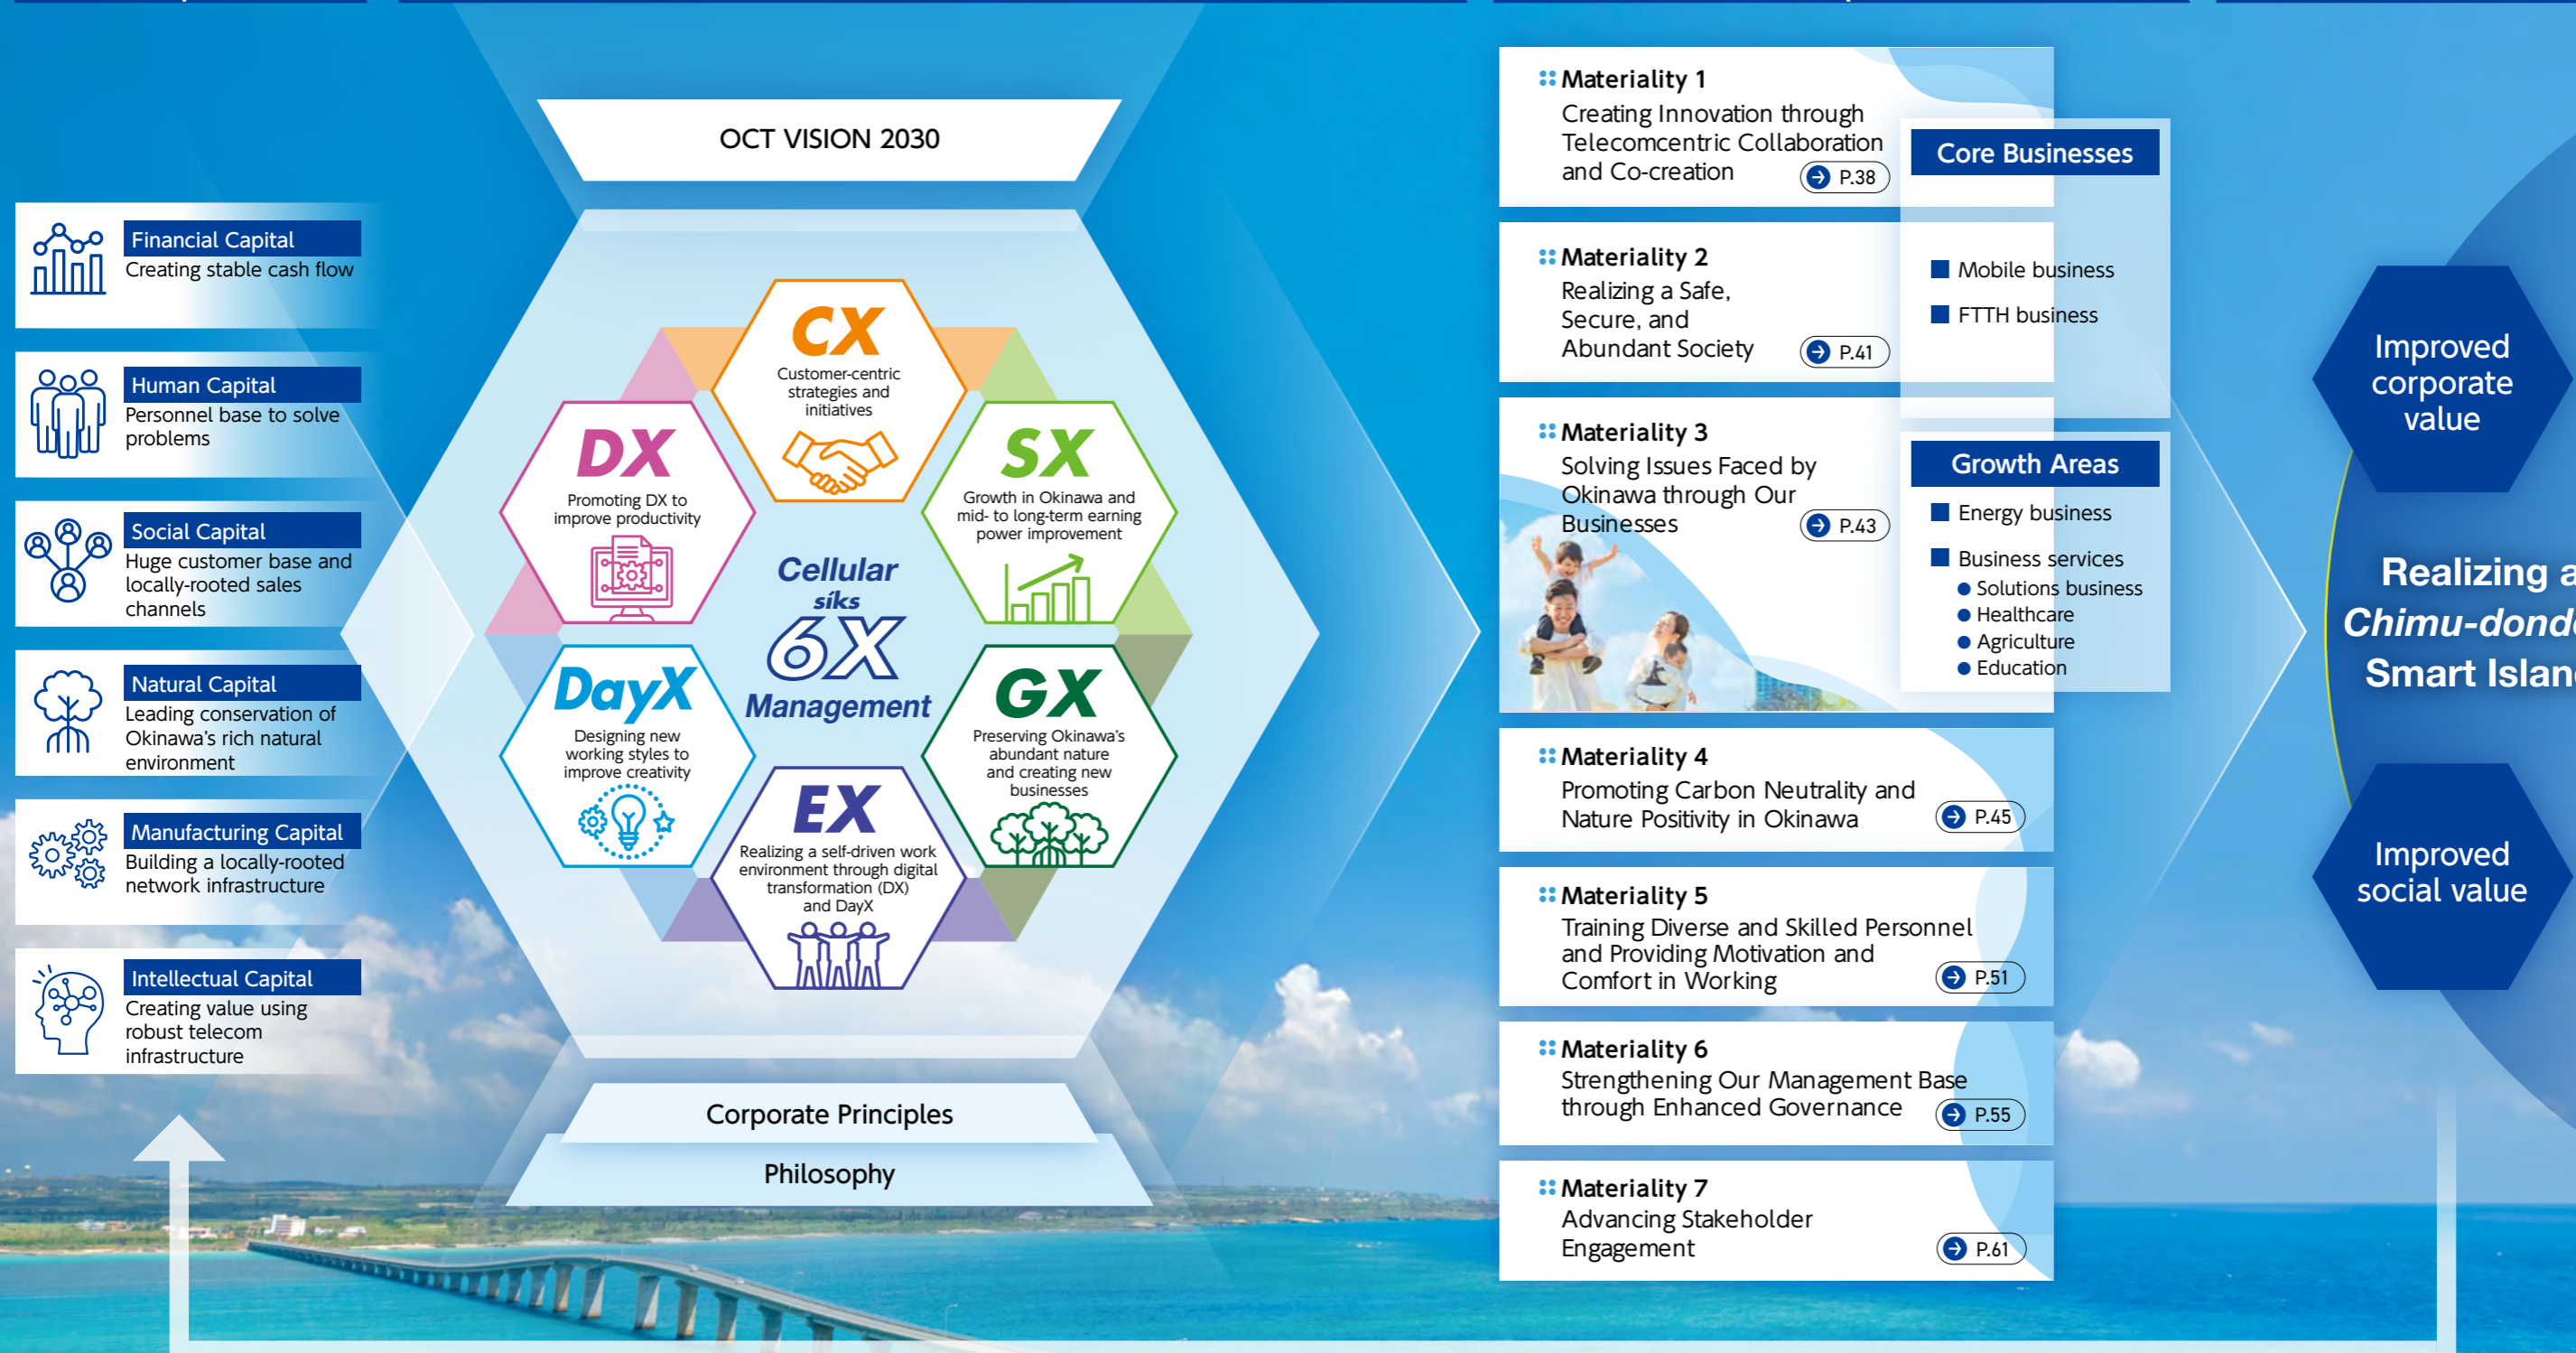 Financial Capital
Creating stable cash flow
Human Capital
Personnel base to solve
problems
Social Capital
Huge customer base and
locally-rooted sales
channels
Natural Capital
Leading conservation of
Okinawa's rich natural
environment
Manufacturing Capital
Building a locally-rooted
network infrastructure
Intellectual Capital
Creating value using
robust telecom
infrastructure
OCT VISION 2030
CX
Customer-centric
strategies and
initiatives
DX
Promoting DX to
improve productivity
SX
Growth in Okinawa and
mid- to long-term earning
power improvement
Cellular
siks
6X
Management
DayX
Designing new
working styles to
improve creativity
GX
Preserving Okinawa's
abundant nature
and creating new
businesses
EX
Realizing a self-driven work
environment through digital
transformation (DX)
and DayX
Corporate Principles
Philosophy
Materiality 1
Creating Innovation through
Telecomcentric Collaboration
and Co-creation
P.38
Materiality 2
Realizing a Safe,
Secure, and
Abundant Society
P.41
Materiality 3
Solving Issues Faced by
Okinawa through Our
Businesses
P.43
Core Businesses
Mobile business
FTTH business
Growth Areas
Energy business
Business services
Solutions business
Healthcare
Agriculture
Education
Materiality 4
Promoting Carbon Neutrality and
Nature Positivity in Okinawa
P.45
Materiality 5
Training Diverse and Skilled Personnel
and Providing Motivation and
Comfort in Working
P.51
Materiality 6
Strengthening Our Management Base
through Enhanced Governance
P.55
Materiality 7
Advancing Stakeholder
Engagement
P.61
Improved
corporate
value
Realizing
Smart
Improved
social value